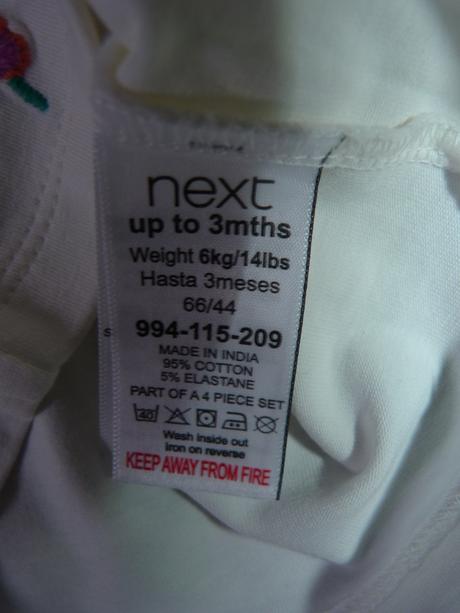 next
up to 3mths
Weight 6kg/14lbs
Hasta 3meses
66/44
s 994-115-209
MADE IN INDIA
95% COTTON
5% ELASTANE
PART OF A 4 PIECE SET
40
Wash inside out
Iron on reverse
KEEP AWAY FROM FIRE